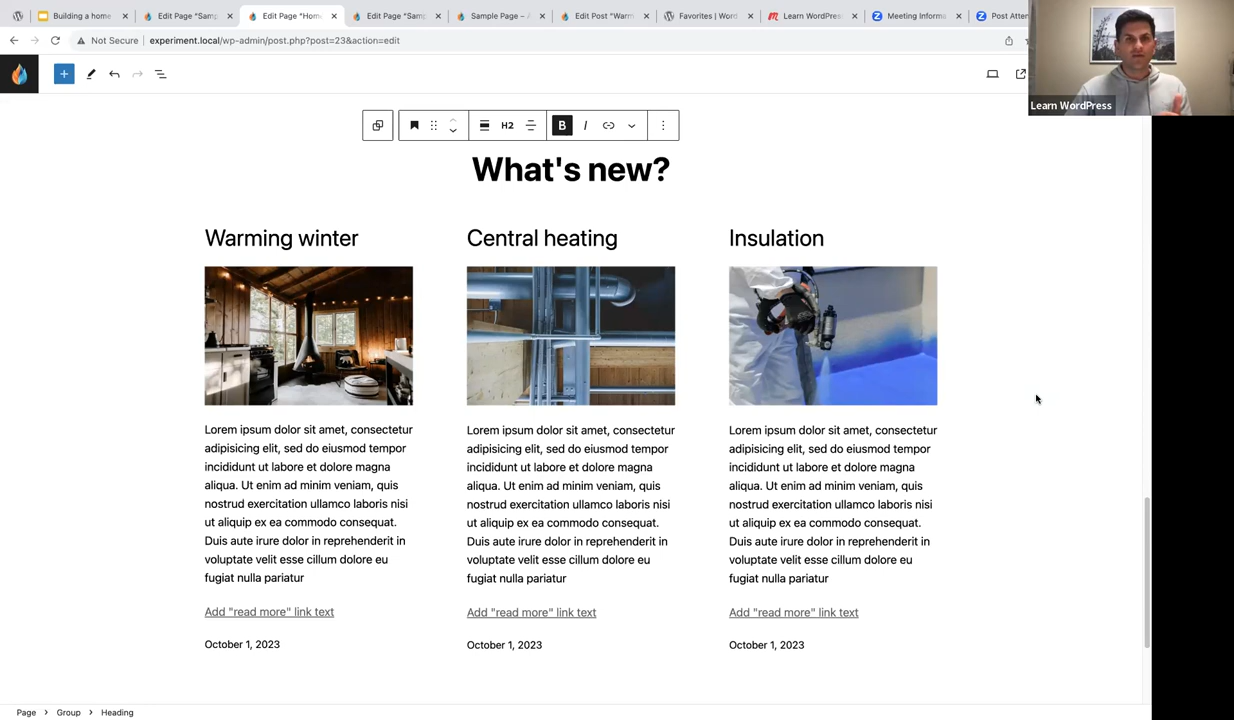 Building a home
Edit Page "Samp
Edit Page "Hom
Edit Page "Samp
Sample Page –
Edit Post "Warm
Favorites | Word
Learn WordPress
Meeting Informa
Post Atten
Not Secure
experiment.local/wp-admin/post.php?post=23&action=edit
Learn WordPress
H2
B
I
What's new?
Warming winter
Central heating
Insulation
Lorem ipsum dolor sit amet, consectetur
adipisicing elit, sed do eiusmod tempor
incididunt ut labore et dolore magna
aliqua. Ut enim ad minim veniam, quis
nostrud exercitation ullamco laboris nisi
ut aliquip ex ea commodo consequat.
Duis aute irure dolor in reprehenderit in
voluptate velit esse cillum dolore eu
fugiat nulla pariatur
Lorem ipsum dolor sit amet, consectetur
adipisicing elit, sed do eiusmod tempor
incididunt ut labore et dolore magna
aliqua. Ut enim ad minim veniam, quis
nostrud exercitation ullamco laboris nisi
ut aliquip ex ea commodo consequat.
Duis aute irure dolor in reprehenderit in
voluptate velit esse cillum dolore eu
fugiat nulla pariatur
Lorem ipsum dolor sit amet, consectetur
adipisicing elit, sed do eiusmod tempor
incididunt ut labore et dolore magna
aliqua. Ut enim ad minim veniam, quis
nostrud exercitation ullamco laboris nisi
ut aliquip ex ea commodo consequat.
Duis aute irure dolor in reprehenderit in
voluptate velit esse cillum dolore eu
fugiat nulla pariatur
Add "read more" link text
Add "read more" link text
Add "read more" link text
October 1, 2023
October 1, 2023
October 1, 2023
Page > Group > Heading